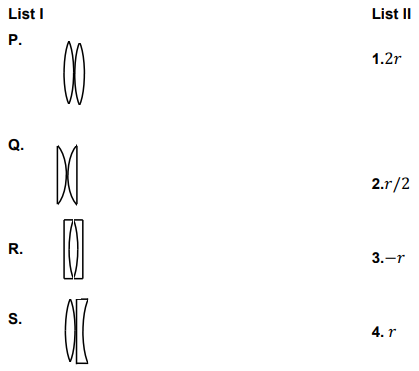 List I List II
P.
1.2r
Q.
2.r/2
R.
3.−r
S.
4. r